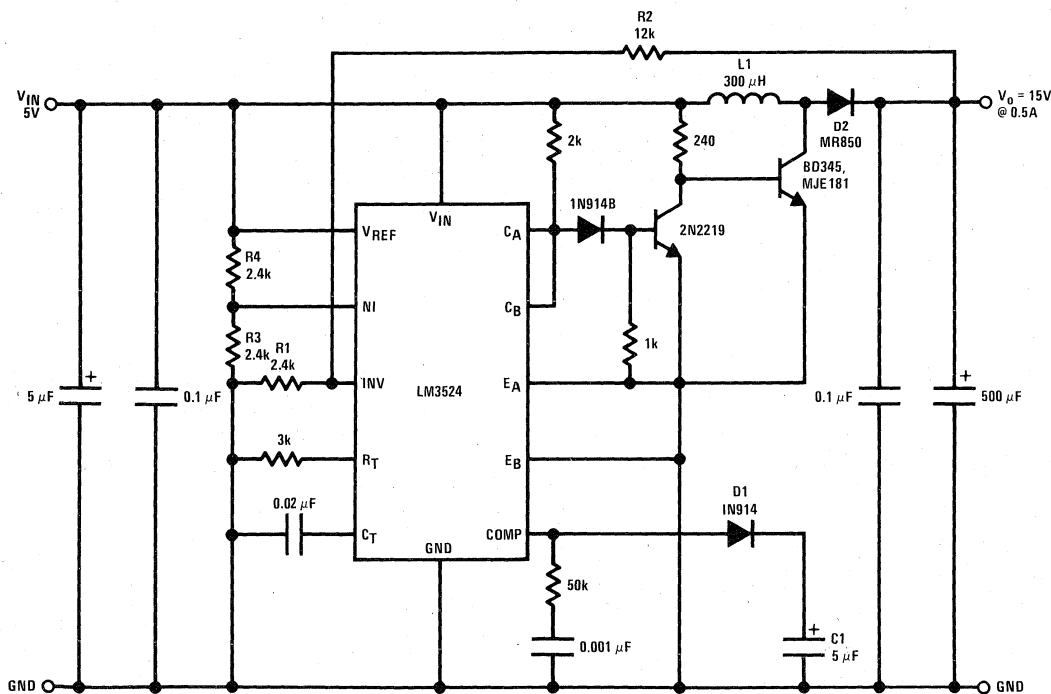 R2
12k
L1
300 µH
V_IN
5V
V_o = 15V
@ 0.5A
2k
240
D2
MR850
BD345,
MJE181
1N914B
2N2219
V_IN
V_REF
C_A
R4
2.4k
NI
C_B
R3
2.4k
R1
2.4k
1k
INV
E_A
LM3524
5 µF
+
0.1 µF
0.1 µF
+
500 µF
3k
R_T
E_B
0.02 µF
D1
IN914
C_T
COMP
GND
50k
0.001 µF
+
C1
5 µF
GND
GND